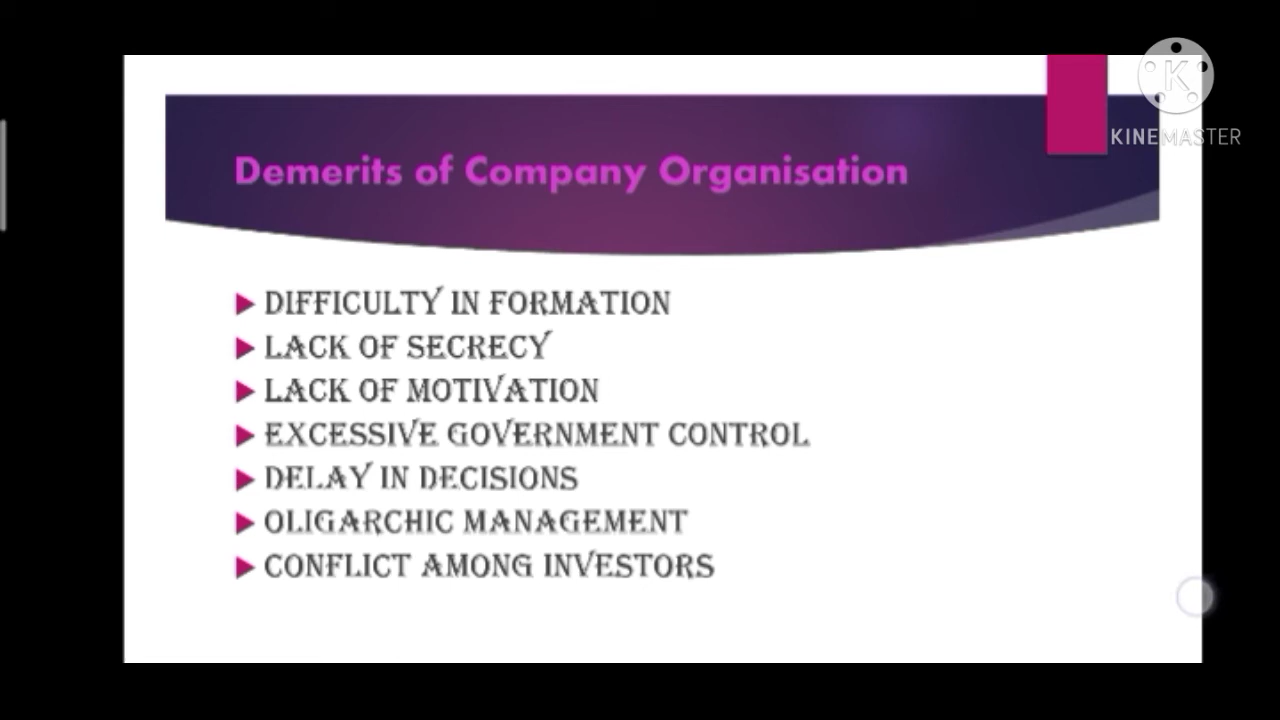 KINEMASTER
Demerits of Company Organisation
DIFFICULTY IN FORMATION
LACK OF SECRECY
LACK OF MOTIVATION
EXCESSIVE GOVERNMENT CONTROL
DELAY IN DECISIONS
OLIGARCHIC MANAGEMENT
CONFLICT AMONG INVESTORS